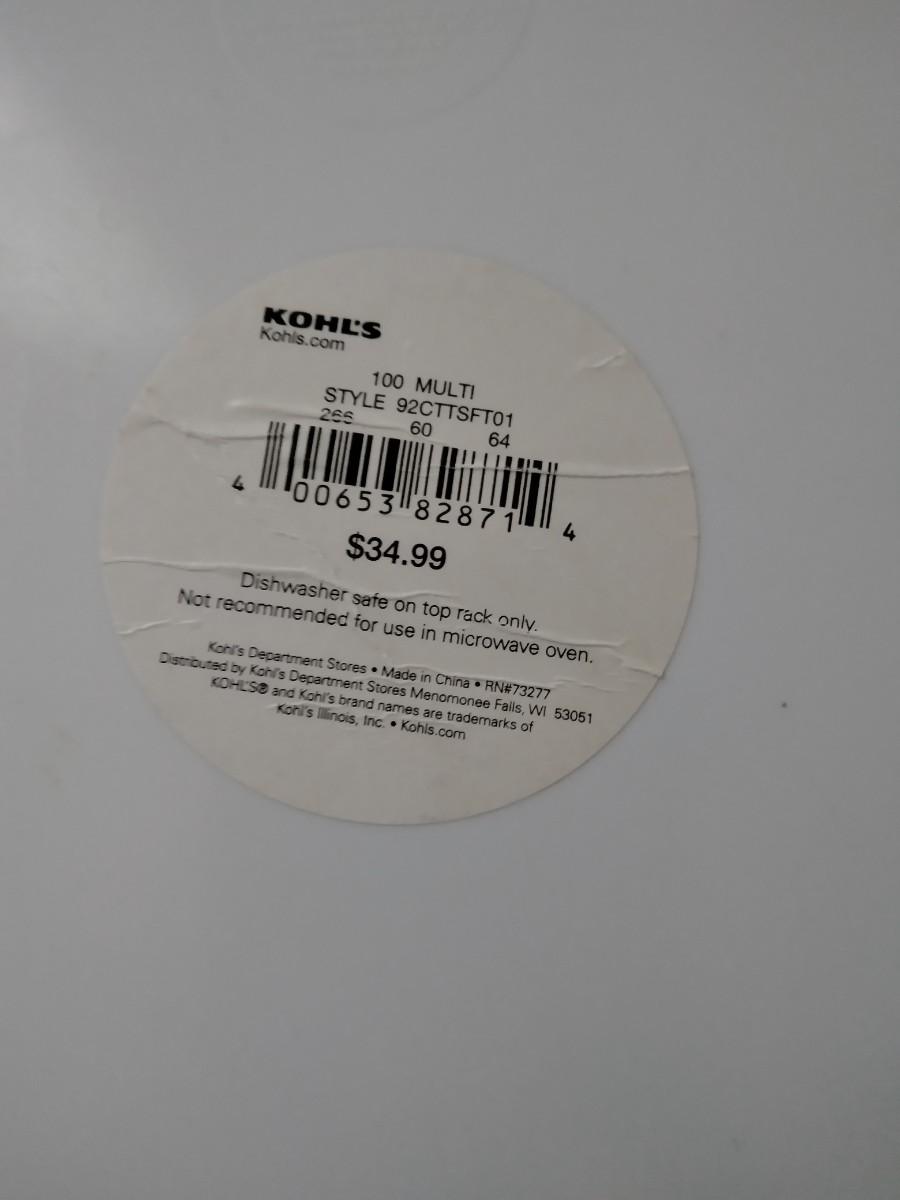 KOHL'S
Kohls.com
100 MULTI
STYLE 92CTTSFT01
266 60 64
4 00653 82871 4
$34.99
Dishwasher safe on top rack only.
Not recommended for use in microwave oven.
Kohl's Department Stores • Made in China • RN#73277
Distributed by Kohl's Department Stores Menomonee Falls, WI 53051
KOHL'S® and Kohl's brand names are trademarks of
Kohl's Illinois, Inc. • Kohls.com